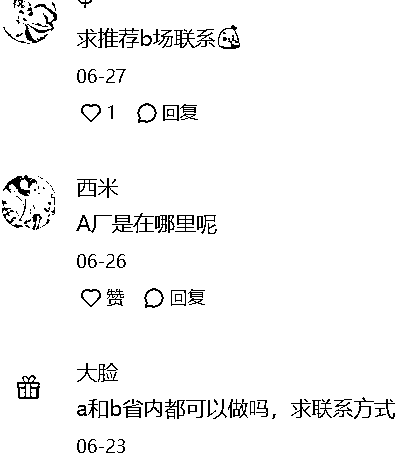 求推荐b场联系
06-27
1 回复
西米
A厂是在哪里呢
06-26
赞 回复
大脸
a和b省内都可以做吗，求联系方式
06-23